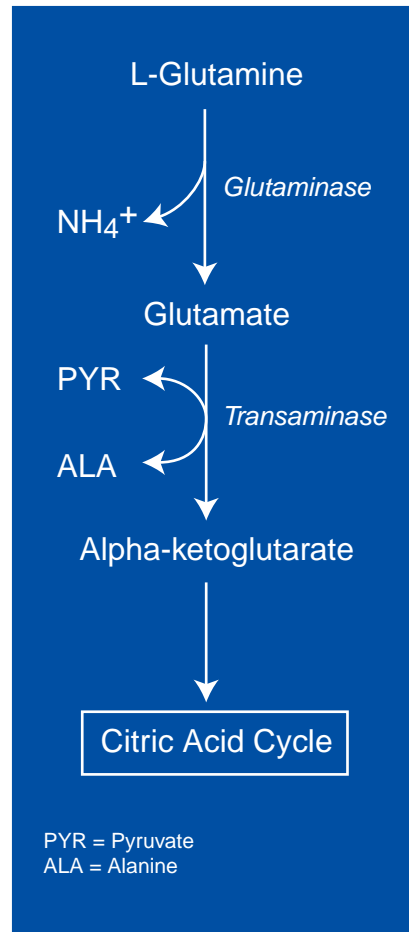 L-Glutamine
Glutaminase
NH4+
Glutamate
PYR
Transaminase
ALA
Alpha-ketoglutarate
Citric Acid Cycle
PYR = Pyruvate
ALA = Alanine